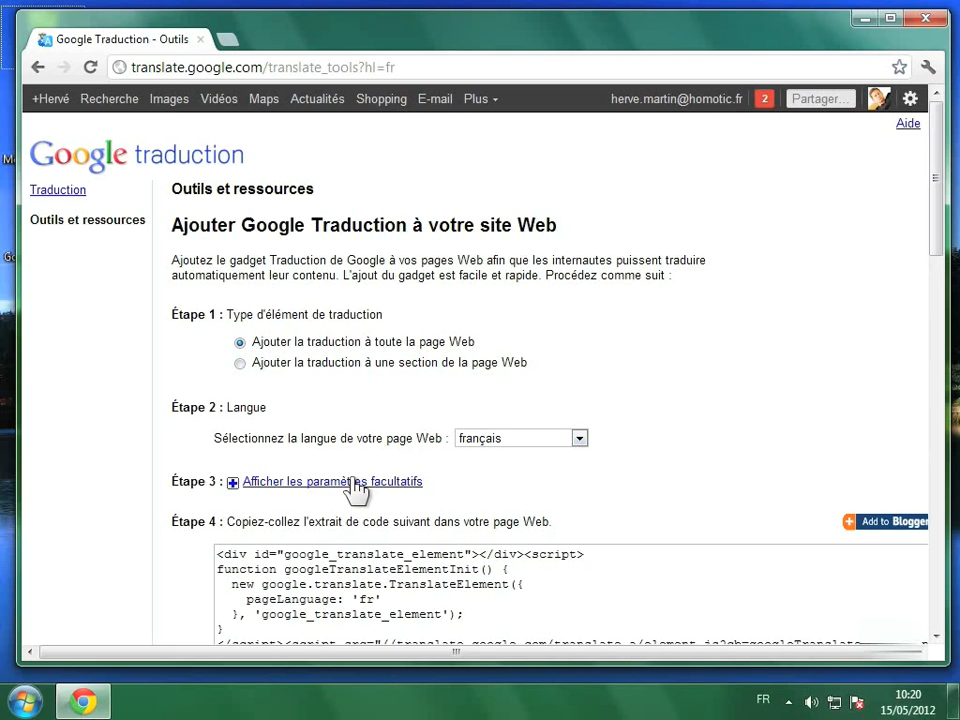 Google Traduction - Outils
translate.google.com/translate_tools?hl=fr
+Hervé Recherche Images Vidéos Maps Actualités Shopping E-mail Plus herve.martin@homotic.fr 2 Partager...
Aide
Google traduction
Traduction
Outils et ressources
Outils et ressources
Ajouter Google Traduction à votre site Web
Ajoutez le gadget Traduction de Google à vos pages Web afin que les internautes puissent traduire
automatiquement leur contenu. L'ajout du gadget est facile et rapide. Procédez comme suit :
Étape 1 : Type d'élément de traduction
Ajouter la traduction à toute la page Web
Ajouter la traduction à une section de la page Web
Étape 2 : Langue
Sélectionnez la langue de votre page Web : français
Étape 3 : Afficher les paramètres facultatifs
Étape 4 : Copiez-collez l'extrait de code suivant dans votre page Web.
Add to Blogger
<div id="google_translate_element"></div><script>
function googleTranslateElementInit() {
new google.translate.TranslateElement({
pageLanguage: 'fr'
}, 'google_translate_element');
}
FR
10:20
15/05/2012